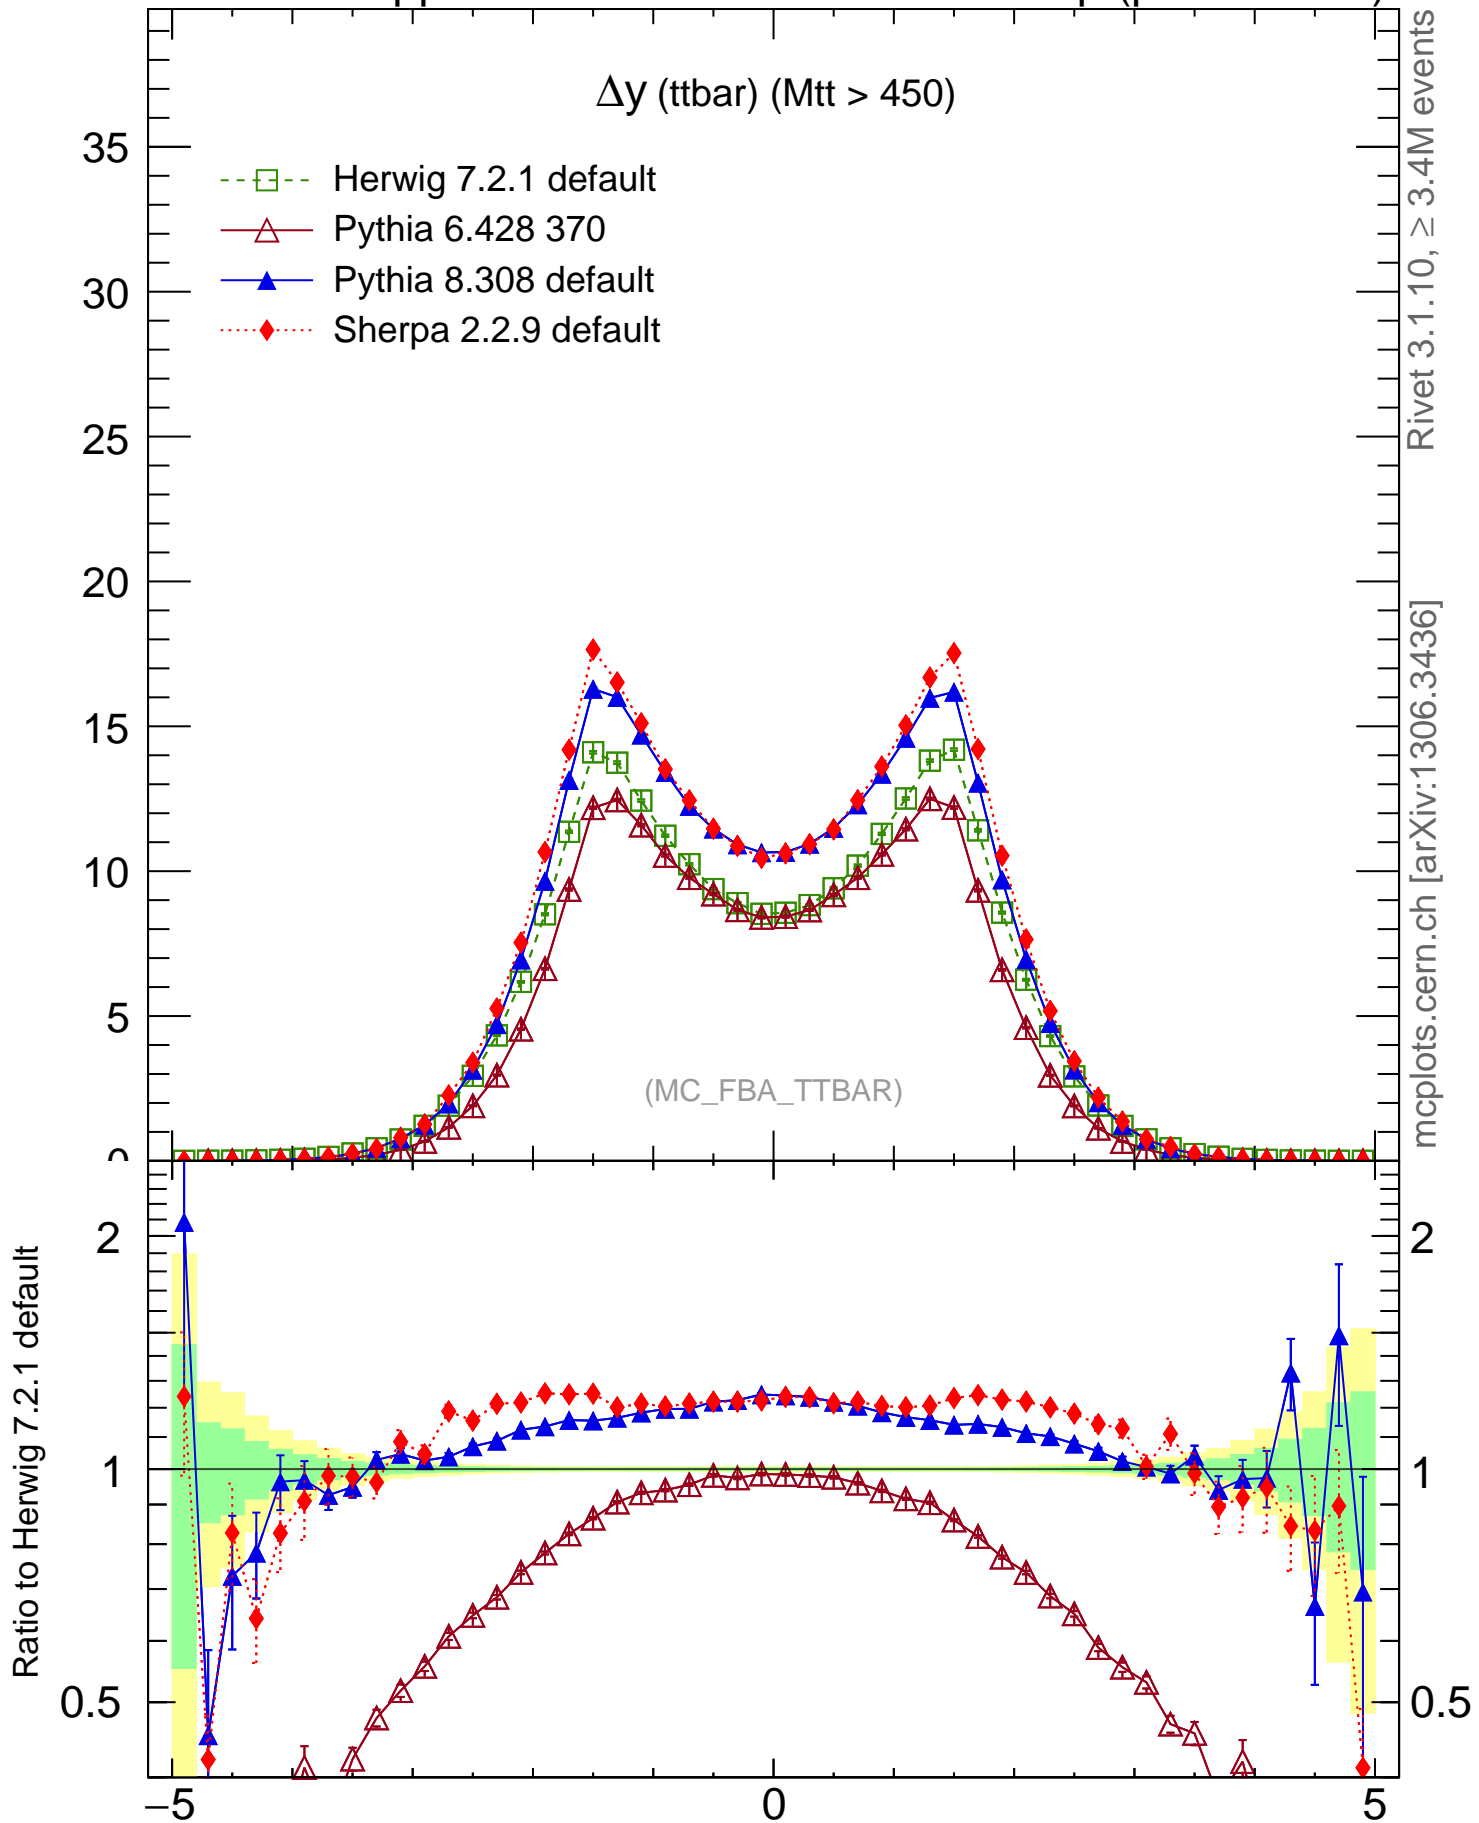 Δy (ttbar) (Mtt > 450)
Herwig 7.2.1 default
Pythia 6.428 370
Pythia 8.308 default
Sherpa 2.2.9 default
35
30
25
20
15
10
5
0
(MC_FBA_TTBAR)
Rivet 3.1.10, ≥ 3.4M events
mcplots.cern.ch [arXiv:1306.3436]
Ratio to Herwig 7.2.1 default
2
1
0.5
2
1
0.5
−5
0
5